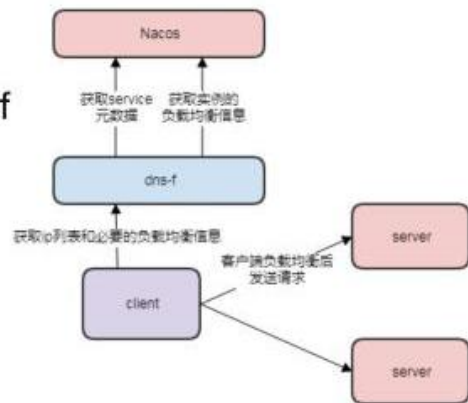 Nacos
获取service
元数据
获取实例的
负载均衡信息
f
dns-f
获取ip列表和必要的负载均衡信息
server
客户端负载均衡后
发送请求
client
server